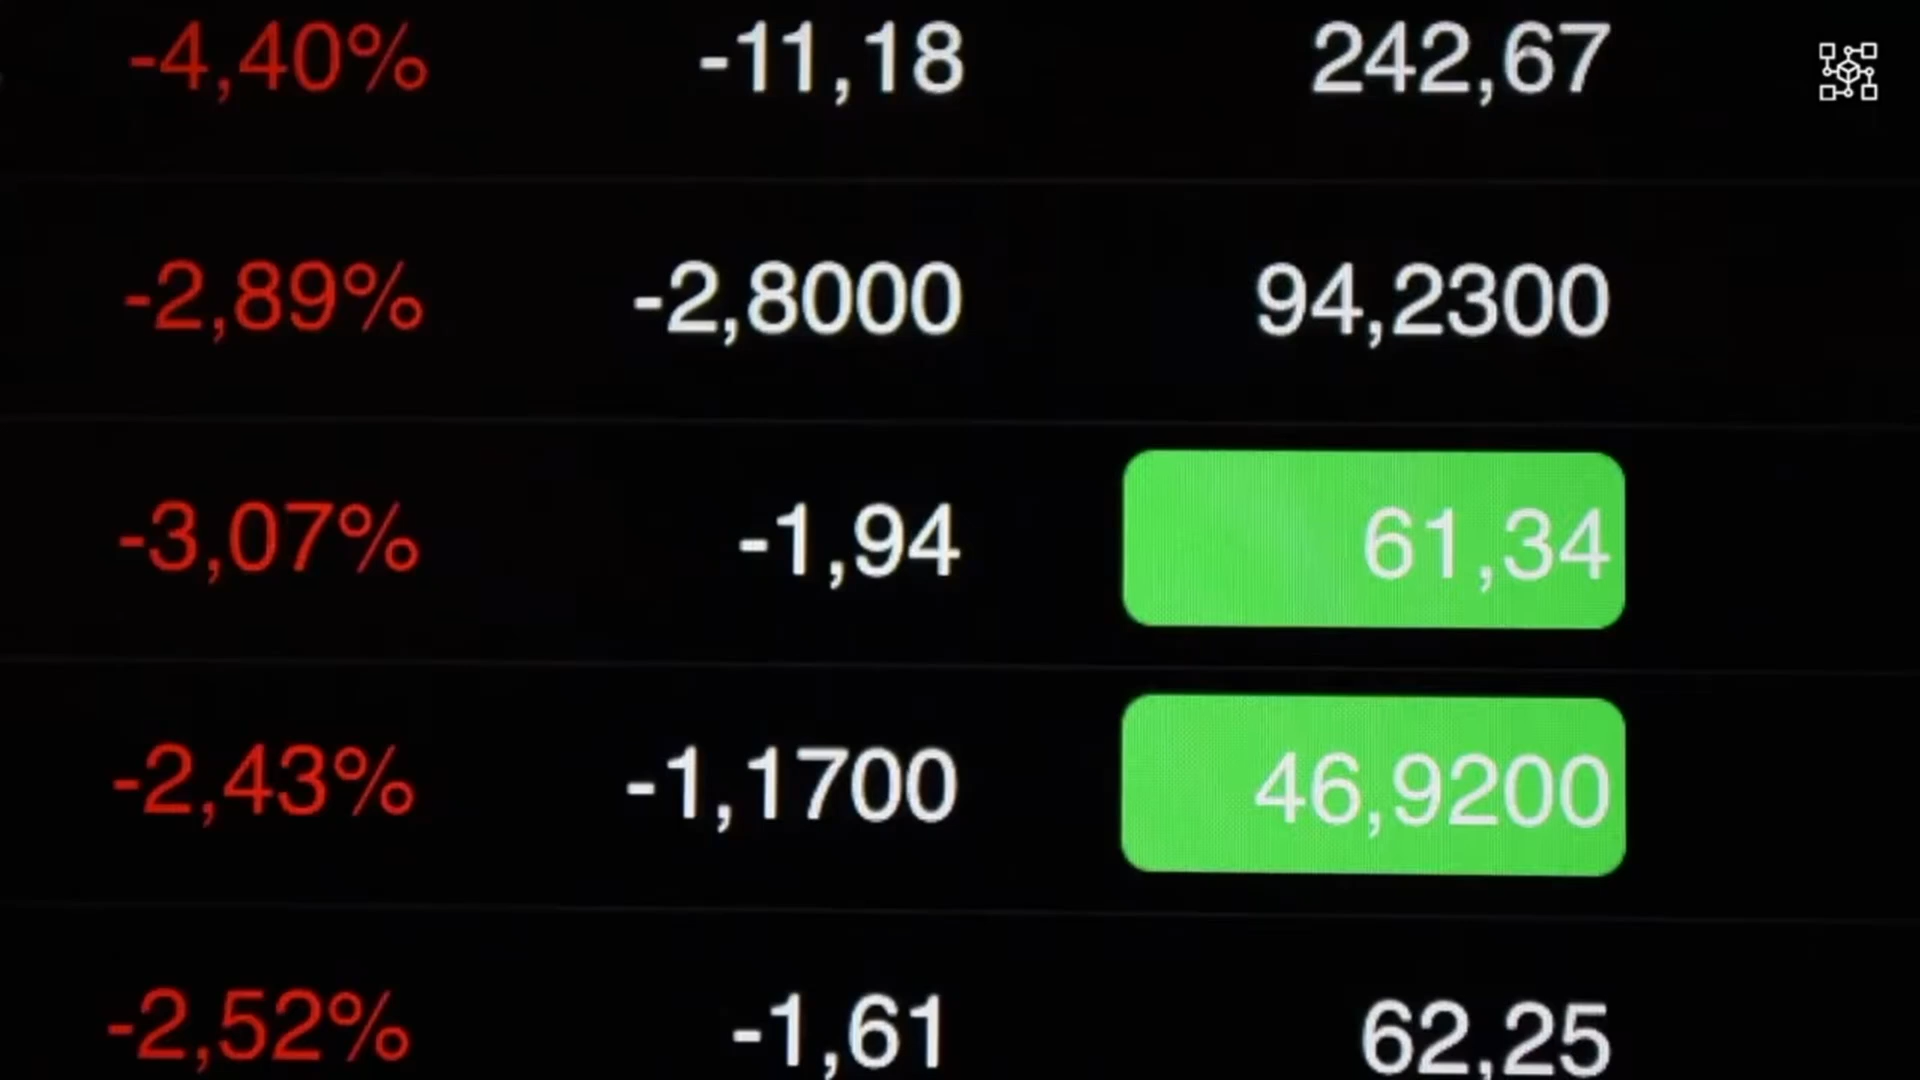 -4,40% -11,18 242,67
-2,89% -2,8000 94,2300
-3,07% -1,94 61,34
-2,43% -1,1700 46,9200
-2,52% -1,61 62,25